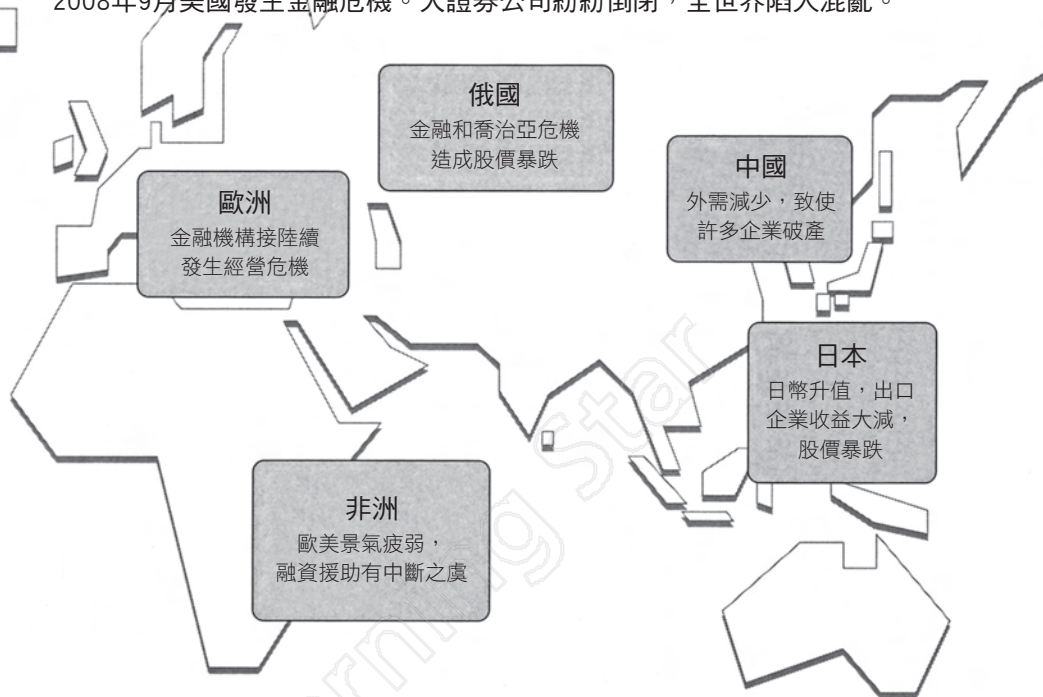 2008年9月美國發生金融危機。大證券公司紛紛倒閉，全世界陷入混亂。
俄國
金融和喬治亞危機
造成股價暴跌
中國
外需減少，致使
許多企業破產
歐洲
金融機構接陸續
發生經營危機
日本
日幣升值，出口
企業收益大減，
股價暴跌
非洲
歐美景氣疲弱，
融資援助有中斷之虞
rning Star